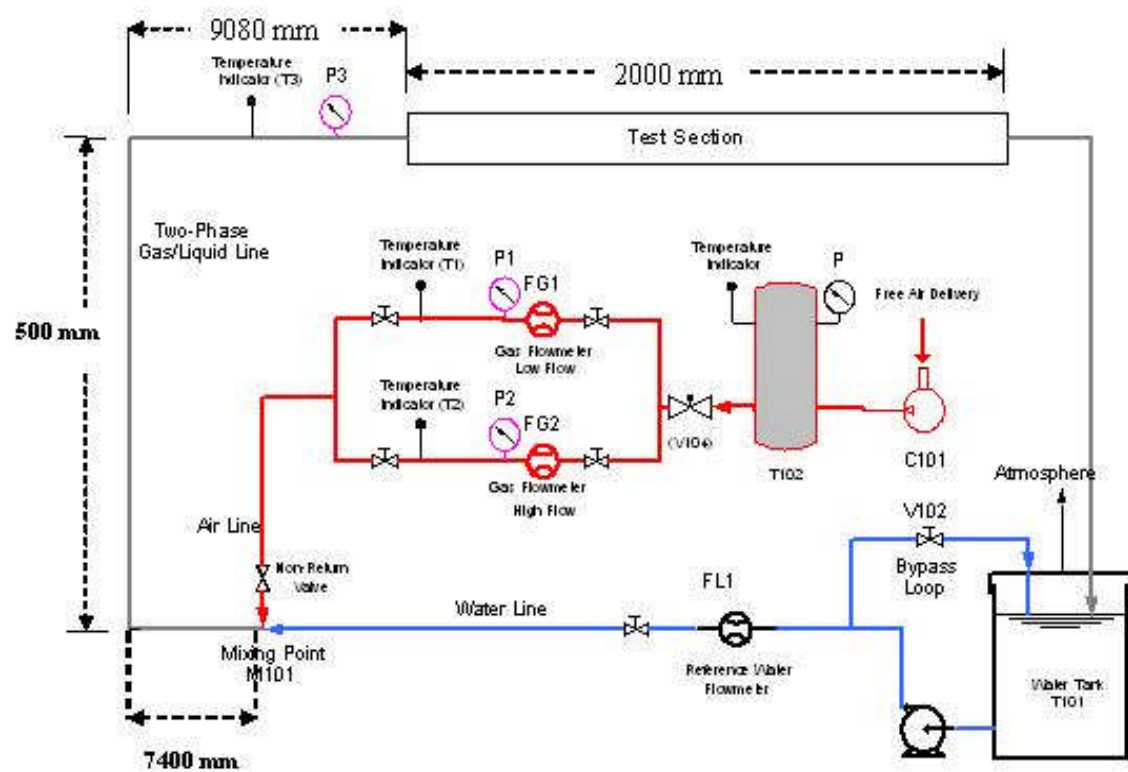 9080 mm
Temperature
Indicator (T3)
P3
2000 mm
Test Section
Two-Phase
Gas/Liquid Line
500 mm
Temperature
Indicator (T1)
P1
FG1
Gas Flowmeter
Low Flow
Temperature
Indicator
P
Free Air Delivery
Temperature
Indicator (T2)
P2
FG2
Gas Flowmeter
High Flow
T102
C101
Atmosphere
Air Line
Non-Return
Valve
V102
Bypass
Loop
FL1
Water Line
Mixing Point
M101
Reference Water
Flowmeter
Water Tank
T101
7400 mm